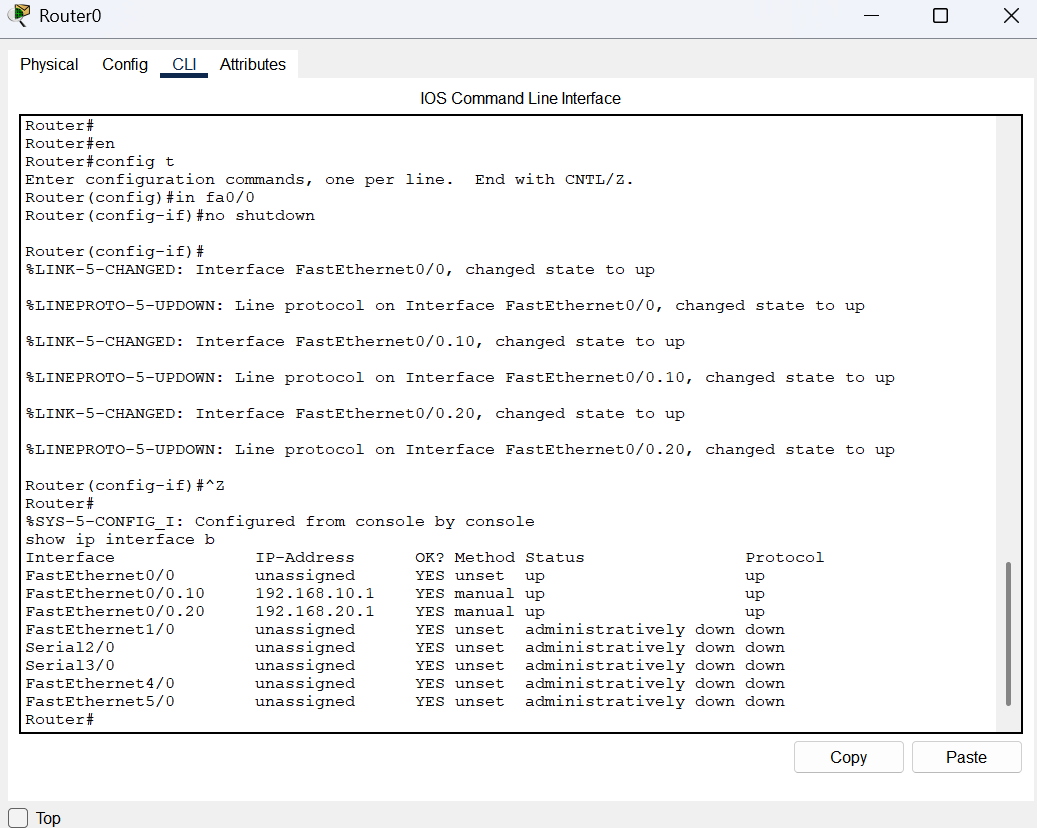 Router0
Physical Config CLI Attributes
IOS Command Line Interface
Router#
Router#en
Router#config t
Enter configuration commands, one per line.  End with CNTL/Z.
Router(config)#in fa0/0
Router(config-if)#no shutdown
Router(config-if)#
%LINK-5-CHANGED: Interface FastEthernet0/0, changed state to up
%LINEPROTO-5-UPDOWN: Line protocol on Interface FastEthernet0/0, changed state to up
%LINK-5-CHANGED: Interface FastEthernet0/0.10, changed state to up
%LINEPROTO-5-UPDOWN: Line protocol on Interface FastEthernet0/0.10, changed state to up
%LINK-5-CHANGED: Interface FastEthernet0/0.20, changed state to up
%LINEPROTO-5-UPDOWN: Line protocol on Interface FastEthernet0/0.20, changed state to up
Router(config-if)#^Z
Router#
%SYS-5-CONFIG_I: Configured from console by console
show ip interface b
Interface              IP-Address      OK? Method Status                Protocol
FastEthernet0/0        unassigned      YES unset  up                    up
FastEthernet0/0.10     192.168.10.1    YES manual up                    up
FastEthernet0/0.20     192.168.20.1    YES manual up                    up
FastEthernet1/0        unassigned      YES unset  administratively down down
Serial2/0              unassigned      YES unset  administratively down down
Serial3/0              unassigned      YES unset  administratively down down
FastEthernet4/0        unassigned      YES unset  administratively down down
FastEthernet5/0        unassigned      YES unset  administratively down down
Router#
Copy Paste
Top